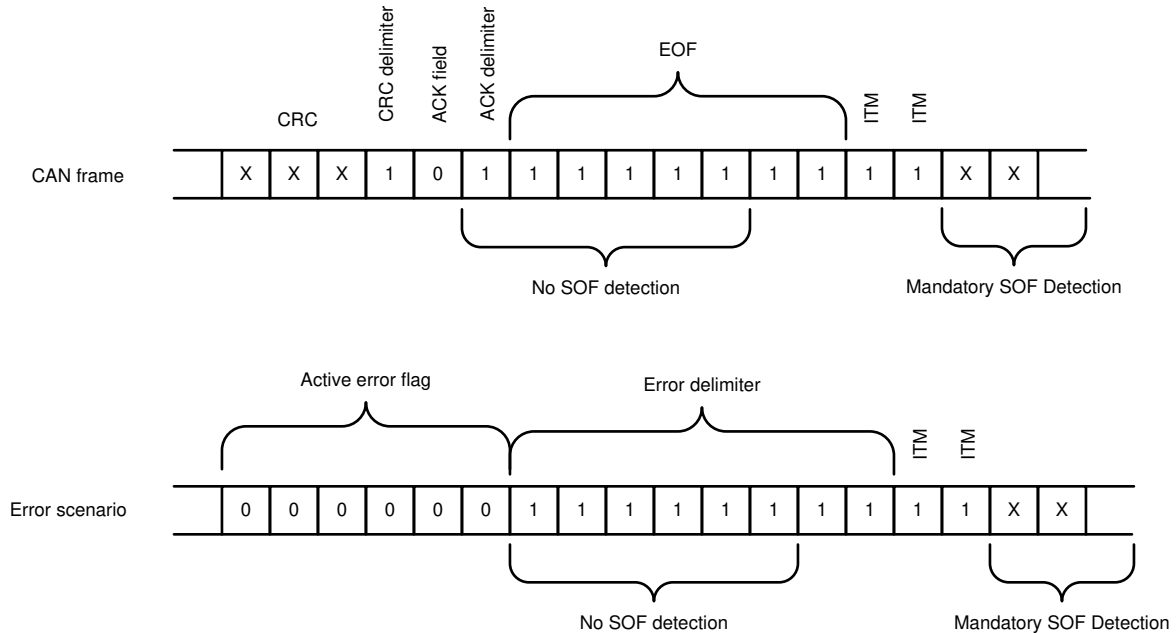 CRC
CRC delimiter
ACK field
ACK delimiter
EOF
ITM
ITM
CAN frame
X X X 1 0 1 1 1 1 1 1 1 1 1 1 X X
No SOF detection
Mandatory SOF Detection
Active error flag
Error delimiter
ITM
ITM
Error scenario
0 0 0 0 0 0 1 1 1 1 1 1 1 1 1 1 X X
No SOF detection
Mandatory SOF Detection